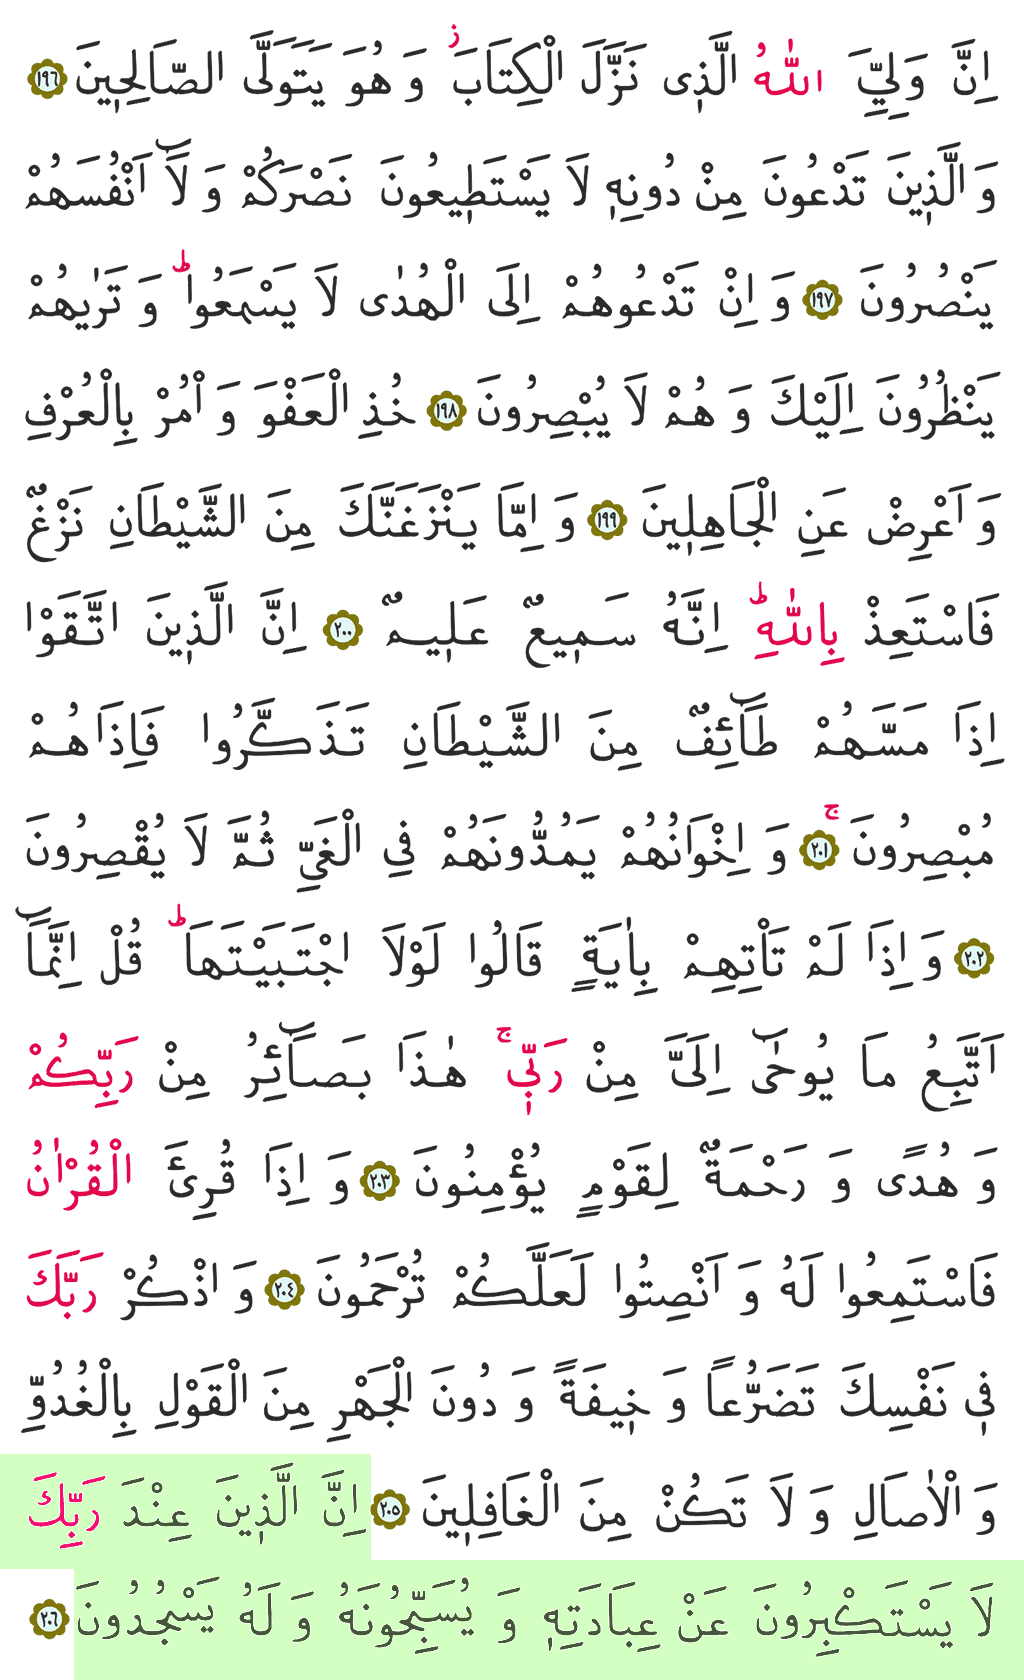 اِنَّ وَلِيِّيَ اللّٰهُ الَّذٖى نَزَّلَ الْكِتَابَ ز وَ هُوَ يَتَوَلَّى الصَّالِحٖينَ ١٩٦
وَ الَّذٖينَ تَدْعُونَ مِنْ دُونِهٖ لَا يَسْتَطٖيعُونَ نَصْرَكُمْ وَ لَٓا اَنْفُسَهُمْ
يَنْصُرُونَ ١٩٧ وَ اِنْ تَدْعُوهُمْ اِلَى الْهُدٰى لَا يَسْمَعُوا ط وَ تَرٰيهُمْ
يَنْظُرُونَ اِلَيْكَ وَ هُمْ لَا يُبْصِرُونَ ١٩٨ خُذِ الْعَفْوَ وَ اْمُرْ بِالْعُرْفِ
وَ اَعْرِضْ عَنِ الْجَاهِلٖينَ ١٩٩ وَ اِمَّا يَنْزَغَنَّكَ مِنَ الشَّيْطَانِ نَزْغٌ
فَاسْتَعِذْ بِاللّٰهِ ط اِنَّهُ سَمٖيعٌ عَلٖيمٌ ٢٠٠ اِنَّ الَّذٖينَ اتَّقَوْا
اِذَا مَسَّهُمْ طَٓائِفٌ مِنَ الشَّيْطَانِ تَذَكَّرُوا فَاِذَا هُمْ
مُبْصِرُونَ ج ٢٠١ وَ اِخْوَانُهُمْ يَمُدُّونَهُمْ فِى الْغَىِّ ثُمَّ لَا يُقْصِرُونَ
٢٠٢ وَ اِذَا لَمْ تَاْتِهِمْ بِاٰيَةٍ قَالُوا لَوْلَا اجْتَبَيْتَهَا ط قُلْ اِنَّمَٓا
اَتَّبِعُ مَا يُوحٰٓى اِلَىَّ مِنْ رَبّٖى ج هٰذَا بَصَٓائِرُ مِنْ رَبِّكُمْ
وَ هُدًى وَ رَحْمَةٌ لِقَوْمٍ يُؤْمِنُونَ ٢٠٣ وَ اِذَا قُرِئَ الْقُرْاٰنُ
فَاسْتَمِعُوا لَهُ وَ اَنْصِتُوا لَعَلَّكُمْ تُرْحَمُونَ ٢٠٤ وَ اذْكُرْ رَبَّكَ
فٖى نَفْسِكَ تَضَرُّعاً وَ خٖيفَةً وَ دُونَ الْجَهْرِ مِنَ الْقَوْلِ بِالْغُدُوِّ
وَ الْاٰصَالِ وَ لَا تَكُنْ مِنَ الْغَافِلٖينَ ٢٠٥ اِنَّ الَّذٖينَ عِنْدَ رَبِّكَ
لَا يَسْتَكْبِرُونَ عَنْ عِبَادَتِهٖ وَ يُسَبِّحُونَهُ وَ لَهُ يَسْجُدُونَ ٢٠٦